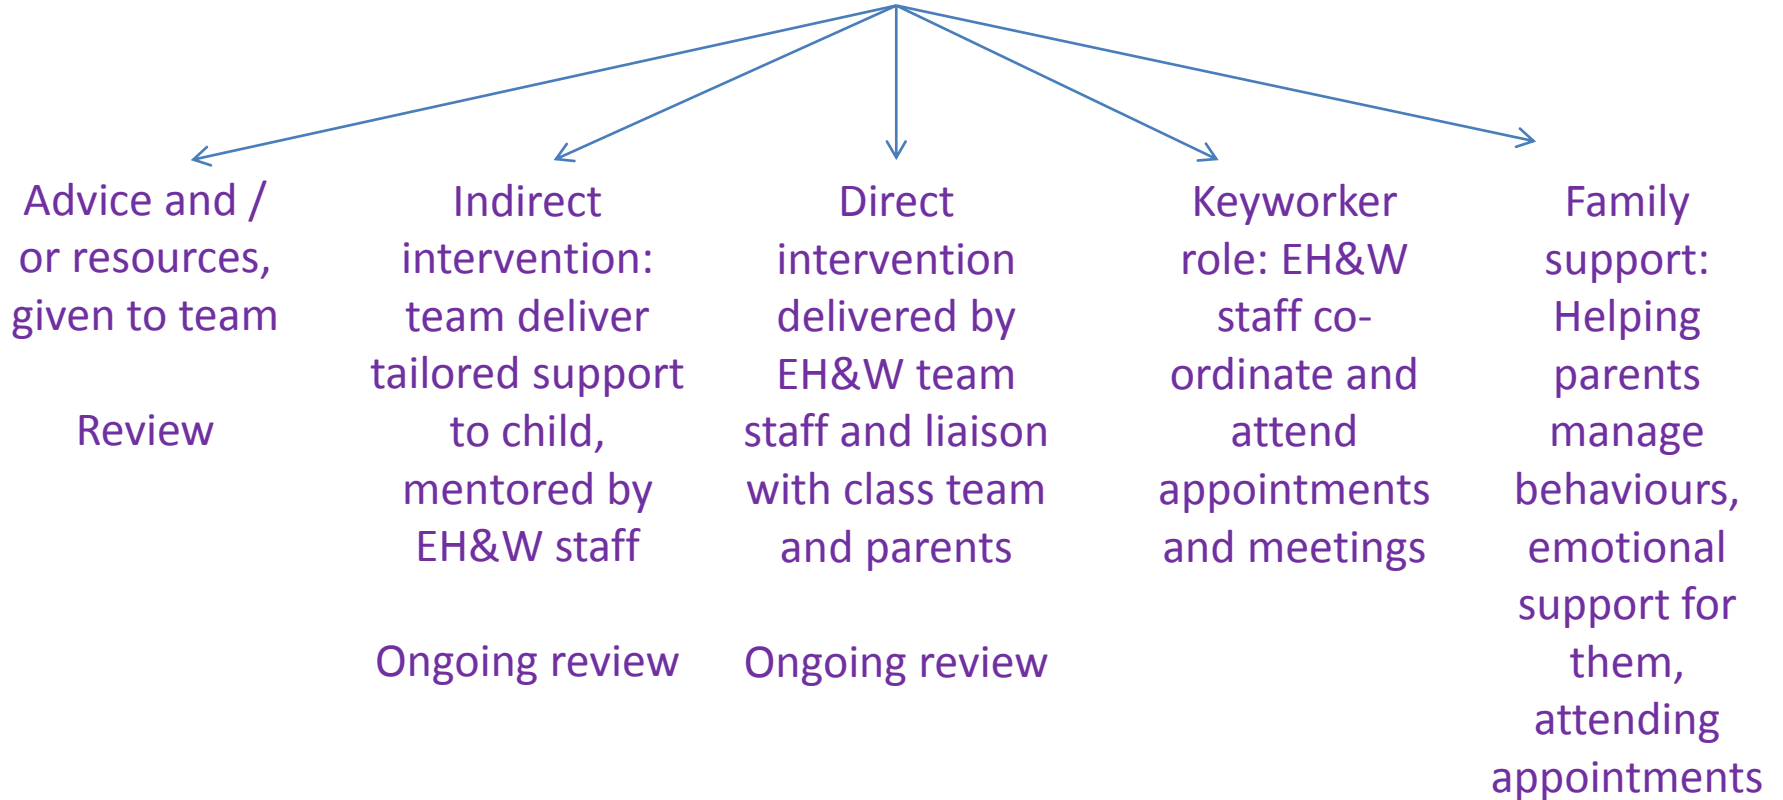 Advice and /
or resources,
given to team
Review
Indirect
intervention:
team deliver
tailored support
to child,
mentored by
EH&W staff
Ongoing review
Direct
intervention
delivered by
EH&W team
staff and liaison
with class team
and parents
Ongoing review
Keyworker
role: EH&W
staff co-
ordinate and
attend
appointments
and meetings
Family
support:
Helping
parents
manage
behaviours,
emotional
support for
them,
attending
appointments